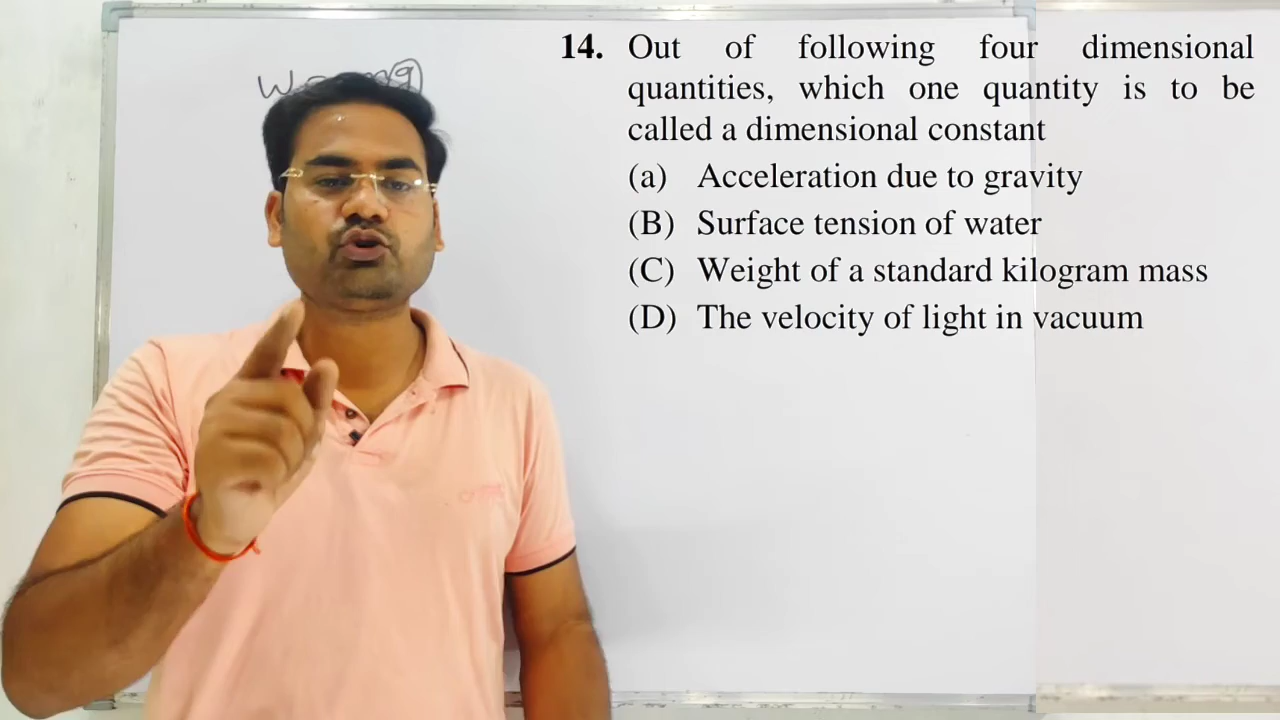 14. Out of following four dimensional
quantities, which one quantity is to be
called a dimensional constant
(a) Acceleration due to gravity
(B) Surface tension of water
(C) Weight of a standard kilogram mass
(D) The velocity of light in vacuum